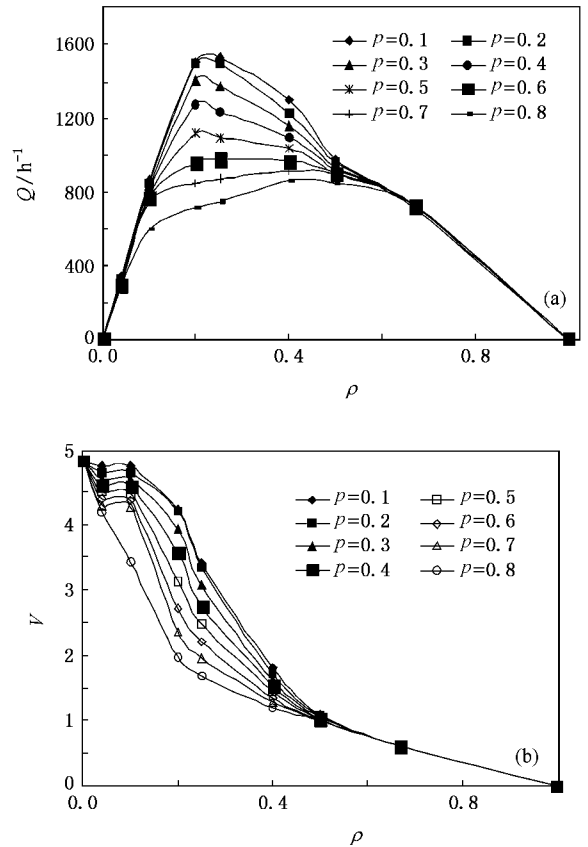 1600
p=0.1 p=0.2
p=0.3 p=0.4
p=0.5 p=0.6
p=0.7 p=0.8
1200
Q/h⁻¹
800
400
(a)
0
0.0 0.4 0.8
ρ
5
p=0.1 p=0.5
p=0.2 p=0.6
p=0.3 p=0.7
p=0.4 p=0.8
4
3
V
2
1
(b)
0
0.0 0.4 0.8
ρ